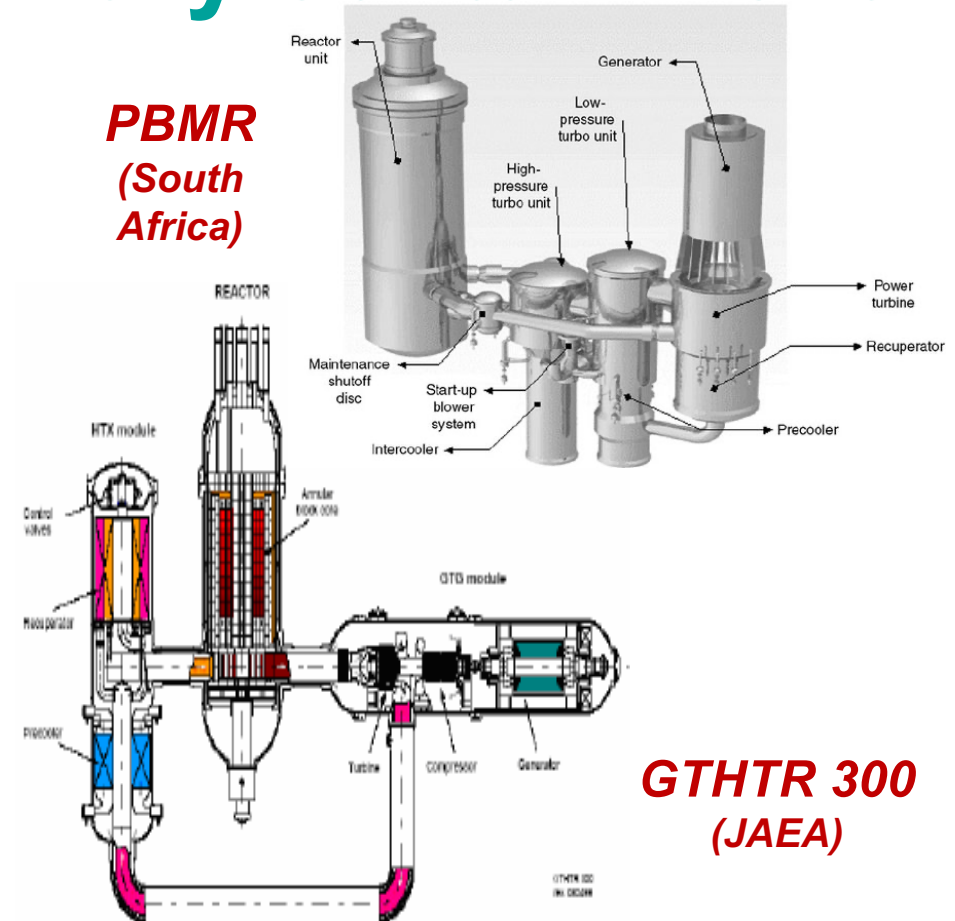 y
PBMR
(South
Africa)
Reactor
unit
Generator
Low-
pressure
turbo unit
High-
pressure
turbo unit
Power
turbine
Recuperator
Maintenance
shutoff
disc
Start-up
blower
system
Intercooler
Precooler
REACTOR
HTX module
Control
valves
Annular
block core
Recuperator
GTG module
Precooler
Turbine
Compressor
Generator
GTHTR 300
(JAEA)
GTHTR 300